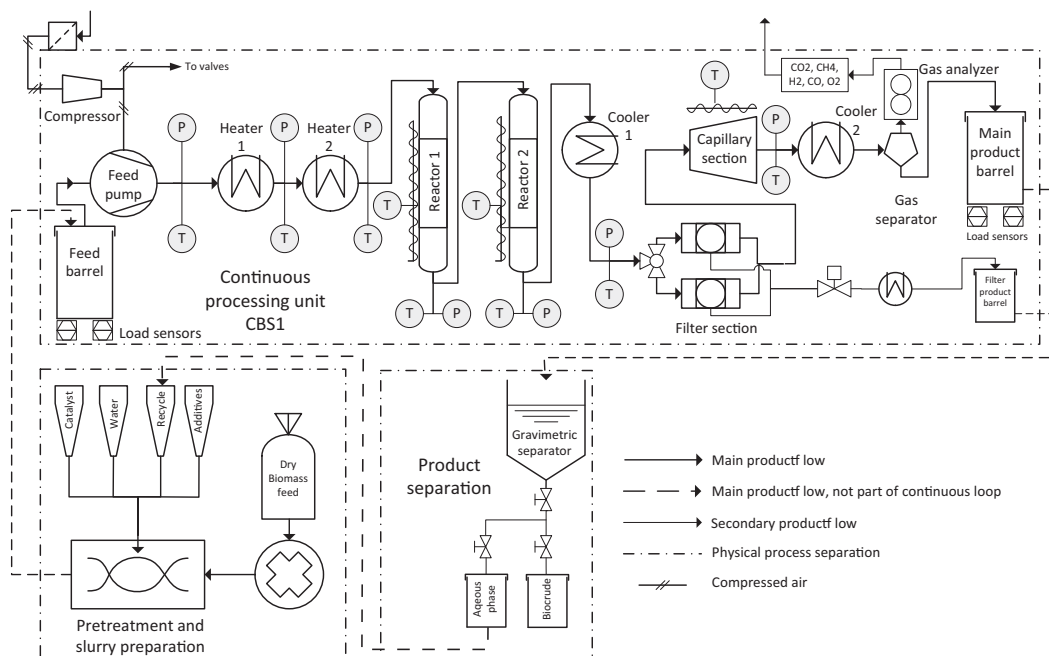 To valves
Compressor
CO2, CH4,
H2, CO, O2
Gas analyzer
Feed
pump
P
T
Heater
1
P
T
Heater
2
P
T
Reactor 1
T
T
P
Reactor 2
T
T
P
Cooler
1
P
T
T
Capillary
section
P
T
Cooler
2
Gas
separator
Main
product
barrel
Load sensors
Feed
barrel
Load sensors
Continuous
processing unit
CBS1
Filter section
Filter
product
barrel
Catalyst
Water
Recycle
Additives
Dry
Biomass
feed
Pretreatment and
slurry preparation
Product
separation
Gravimetric
separator
Aqeous
phase
Biocrude
Main productf low
Main productf low, not part of continuous loop
Secondary productf low
Physical process separation
Compressed air